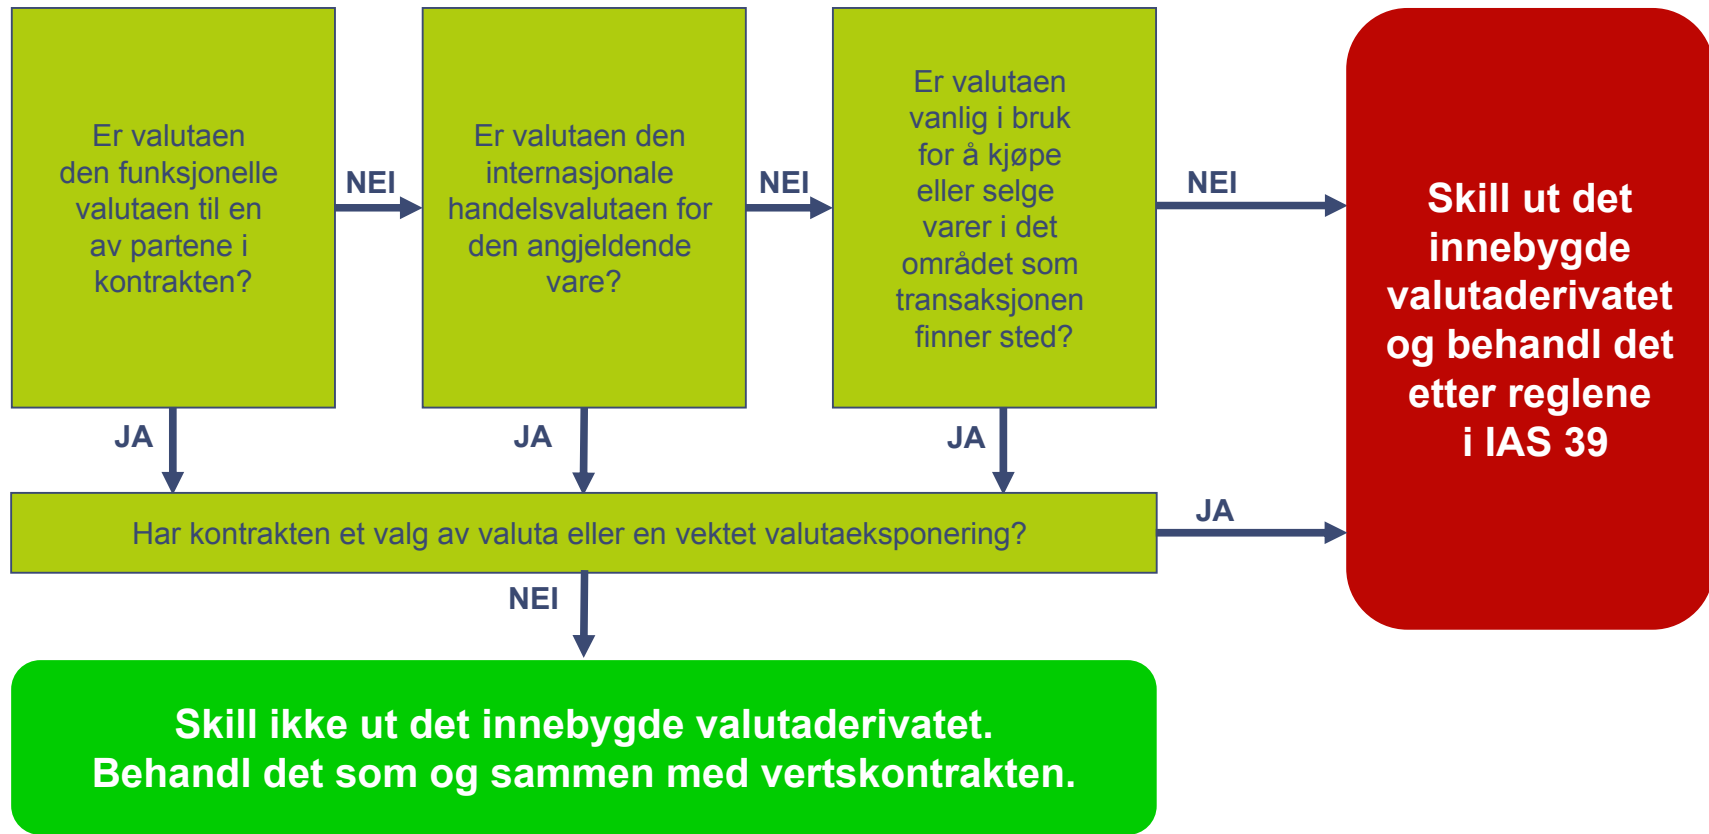 Er valutaen
den funksjonelle
valutaen til en
av partene i
kontrakten?
NEI
Er valutaen den
internasjonale
handelsvalutaen for
den angjeldende
vare?
NEI
Er valutaen
vanlig i bruk
for å kjøpe
eller selge
varer i det
området som
transaksjonen
finner sted?
NEI
Skill ut det
innebygde
valutaderivatet
og behandl det
etter reglene
i IAS 39
JA
JA
JA
Har kontrakten et valg av valuta eller en vektet valutaeksponering?
JA
NEI
Skill ikke ut det innebygde valutaderivatet.
Behandl det som og sammen med vertskontrakten.